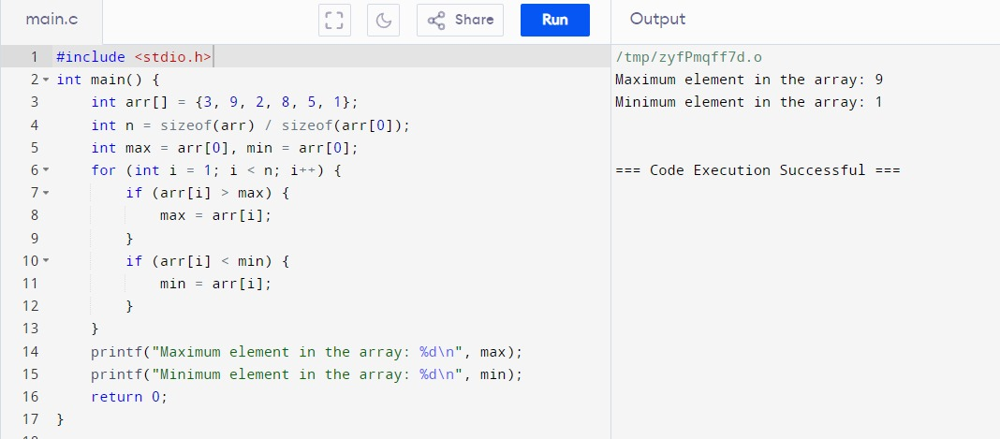 main.c
Share
Run
Output
1 #include <stdio.h>
2 int main() {
3     int arr[] = {3, 9, 2, 8, 5, 1};
4     int n = sizeof(arr) / sizeof(arr[0]);
5     int max = arr[0], min = arr[0];
6     for (int i = 1; i < n; i++) {
7         if (arr[i] > max) {
8             max = arr[i];
9         }
10         if (arr[i] < min) {
11             min = arr[i];
12         }
13     }
14     printf("Maximum element in the array: %d\n", max);
15     printf("Minimum element in the array: %d\n", min);
16     return 0;
17 }
/tmp/zyfPmqff7d.o
Maximum element in the array: 9
Minimum element in the array: 1
=== Code Execution Successful ===